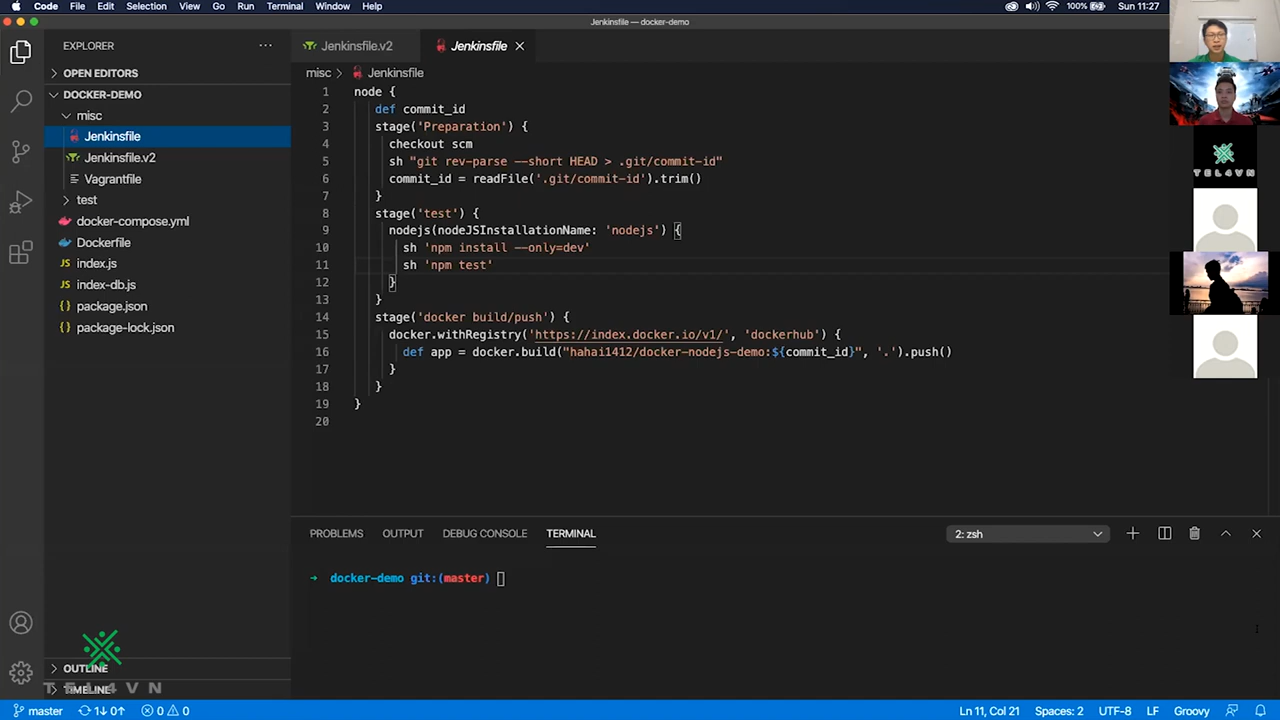 Code File Edit Selection View Go Run Terminal Window Help 100% Sun 11:27
Jenkinsfile — docker-demo
EXPLORER
OPEN EDITORS
DOCKER-DEMO
misc
Jenkinsfile
Jenkinsfile.v2
Vagrantfile
test
docker-compose.yml
Dockerfile
index.js
index-db.js
package.json
package-lock.json
OUTLINE
TIMELINE
TEL4VN
Jenkinsfile.v2
Jenkinsfile
misc > Jenkinsfile
1 node {
2 def commit_id
3 stage('Preparation') {
4 checkout scm
5 sh "git rev-parse --short HEAD > .git/commit-id"
6 commit_id = readFile('.git/commit-id').trim()
7 }
8 stage('test') {
9 nodejs(nodeJSInstallationName: 'nodejs') {
10 sh 'npm install --only=dev'
11 sh 'npm test'
12 }
13 }
14 stage('docker build/push') {
15 docker.withRegistry('https://index.docker.io/v1/', 'dockerhub') {
16 def app = docker.build("hahai1412/docker-nodejs-demo:${commit_id}", '.').push()
17 }
18 }
19 }
20
TEL4VN
PROBLEMS OUTPUT DEBUG CONSOLE TERMINAL 2: zsh
→ docker-demo git:(master)
master 1↓ 0↑ 0 0 Ln 11, Col 21 Spaces: 2 UTF-8 LF Groovy